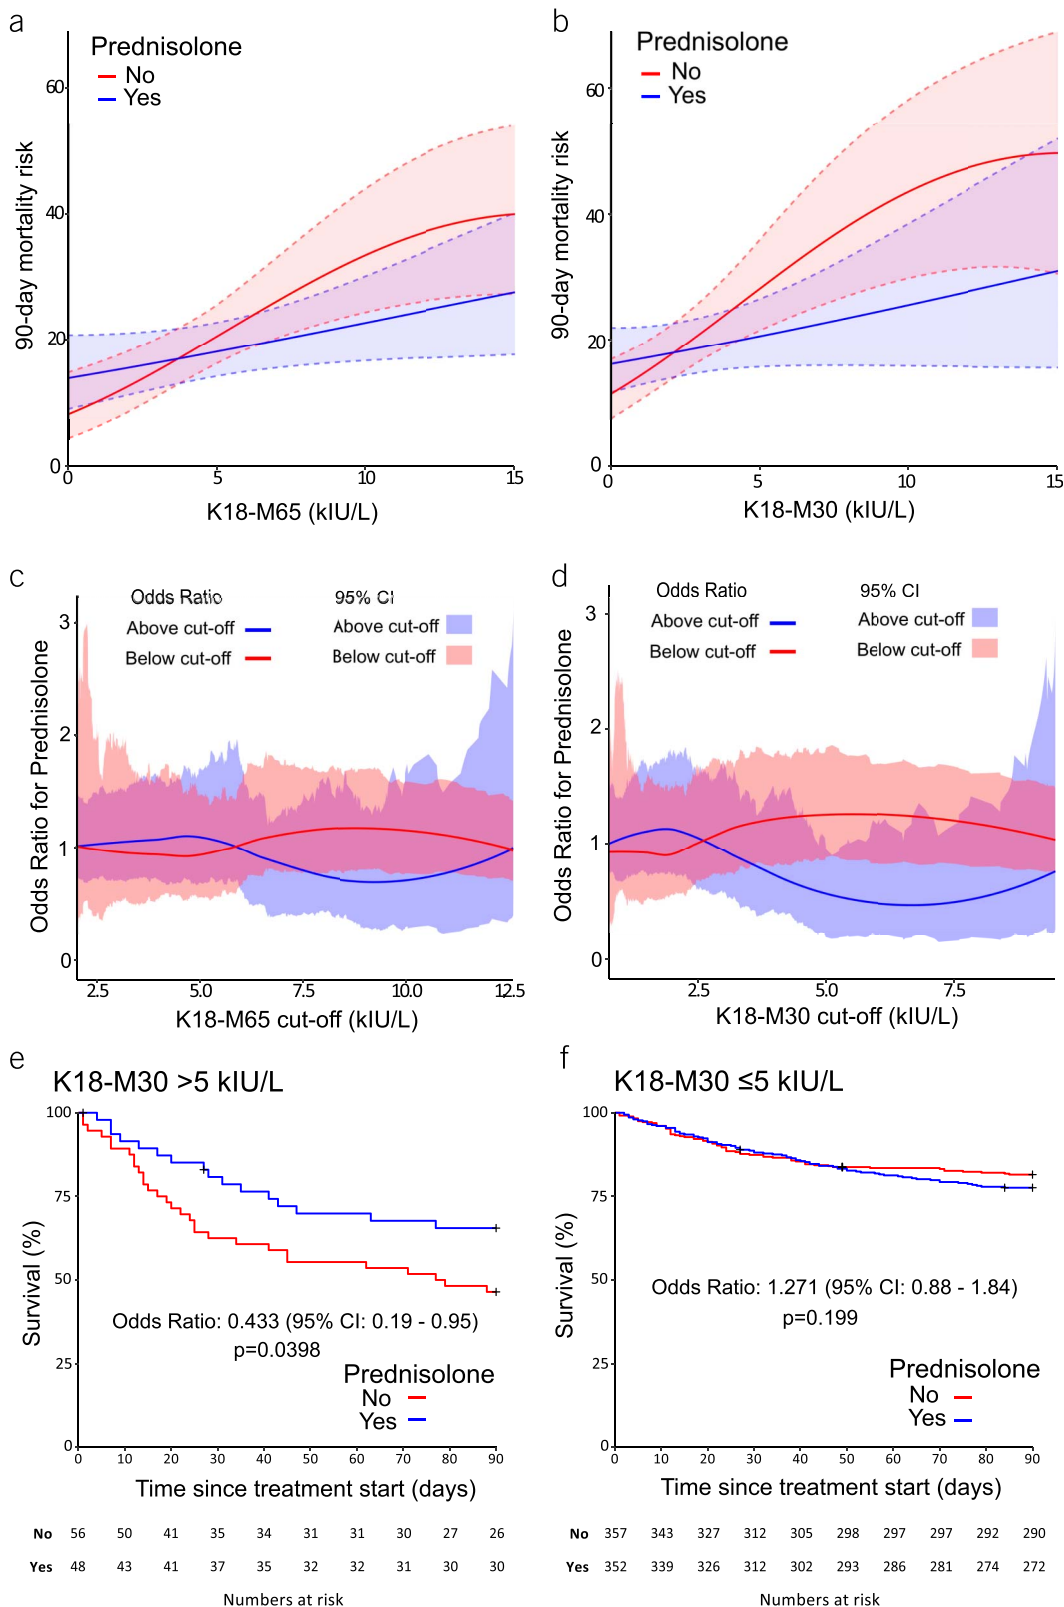 a
Prednisolone
No
Yes
90-day mortality risk
60
40
20
0
0 5 10 15
K18-M65 (kIU/L)
b
Prednisolone
No
Yes
90-day mortality risk
60
40
20
0
0 5 10 15
K18-M30 (kIU/L)
c
Odds Ratio 95% CI
Above cut-off Above cut-off
Below cut-off Below cut-off
Odds Ratio for Prednisolone
3
2
1
0
2.5 5.0 7.5 10.0 12.5
K18-M65 cut-off (kIU/L)
d
Odds Ratio 95% CI
Above cut-off Above cut-off
Below cut-off Below cut-off
Odds Ratio for Prednisolone
3
2
1
0
2.5 5.0 7.5
K18-M30 cut-off (kIU/L)
e
K18-M30 >5 kIU/L
Survival (%)
100
75
50
25
0
Odds Ratio: 0.433 (95% CI: 0.19 - 0.95)
p=0.0398
Prednisolone
No
Yes
0 10 20 30 40 50 60 70 80 90
Time since treatment start (days)
No 56 50 41 35 34 31 31 30 27 26
Yes 48 43 41 37 35 32 32 31 30 30
Numbers at risk
f
K18-M30 ≤5 kIU/L
Survival (%)
100
75
50
25
0
Odds Ratio: 1.271 (95% CI: 0.88 - 1.84)
p=0.199
Prednisolone
No
Yes
0 10 20 30 40 50 60 70 80 90
Time since treatment start (days)
No 357 343 327 312 305 298 297 297 292 290
Yes 352 339 326 312 302 293 286 281 274 272
Numbers at risk